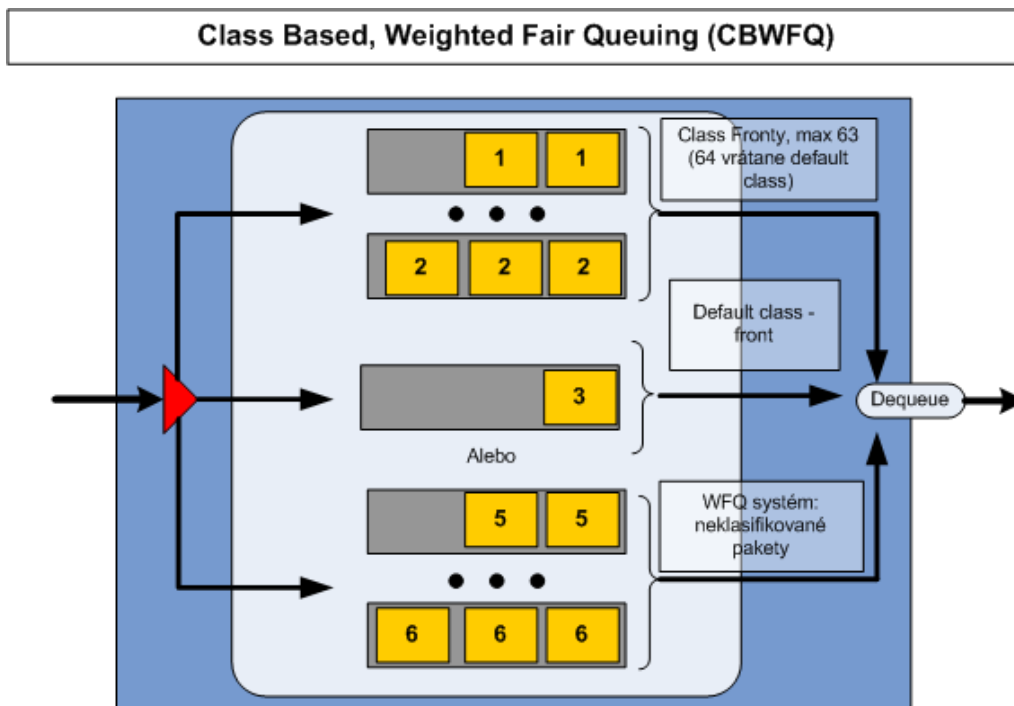 Class Based, Weighted Fair Queuing (CBWFQ)
1 1
Class Fronty, max 63
(64 vrátane default
class)
2 2 2
Default class -
front
3
Dequeue
Alebo
5 5
WFQ systém:
neklasifikované
pakety
6 6 6